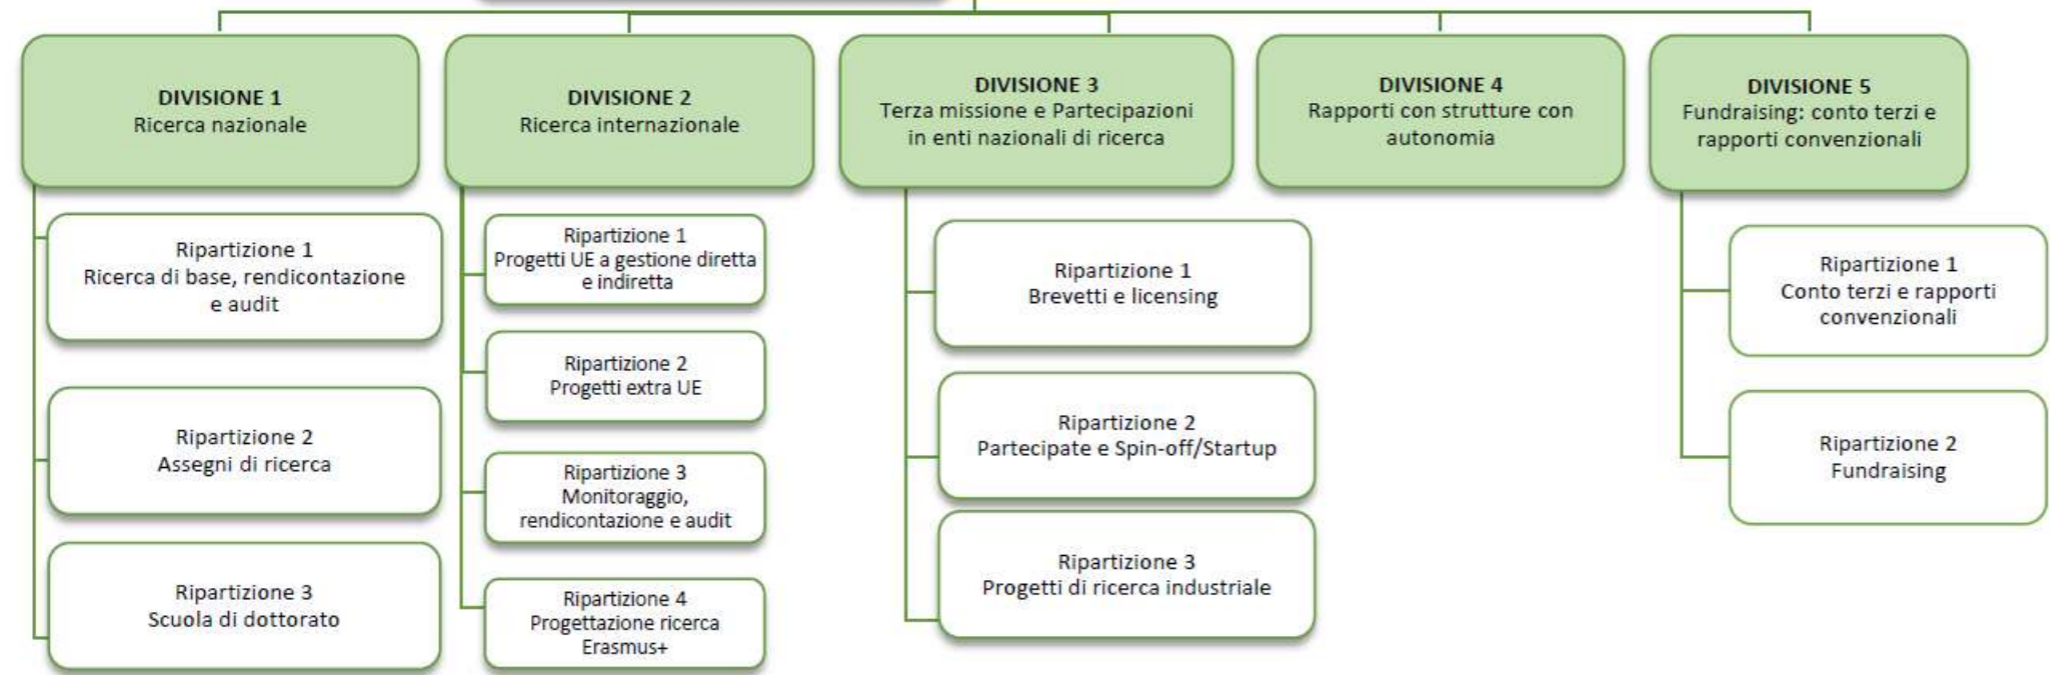 DIVISIONE 1
Ricerca nazionale
Ripartizione 1
Ricerca di base, rendicontazione
e audit
Ripartizione 2
Assegni di ricerca
Ripartizione 3
Scuola di dottorato
DIVISIONE 2
Ricerca internazionale
Ripartizione 1
Progetti UE a gestione diretta
e indiretta
Ripartizione 2
Progetti extra UE
Ripartizione 3
Monitoraggio,
rendicontazione e audit
Ripartizione 4
Progettazione ricerca
Erasmus+
DIVISIONE 3
Terza missione e Partecipazioni
in enti nazionali di ricerca
Ripartizione 1
Brevetti e licensing
Ripartizione 2
Partecipate e Spin-off/Startup
Ripartizione 3
Progetti di ricerca industriale
DIVISIONE 4
Rapporti con strutture con
autonomia
DIVISIONE 5
Fundraising: conto terzi e
rapporti convenzionali
Ripartizione 1
Conto terzi e rapporti
convenzionali
Ripartizione 2
Fundraising